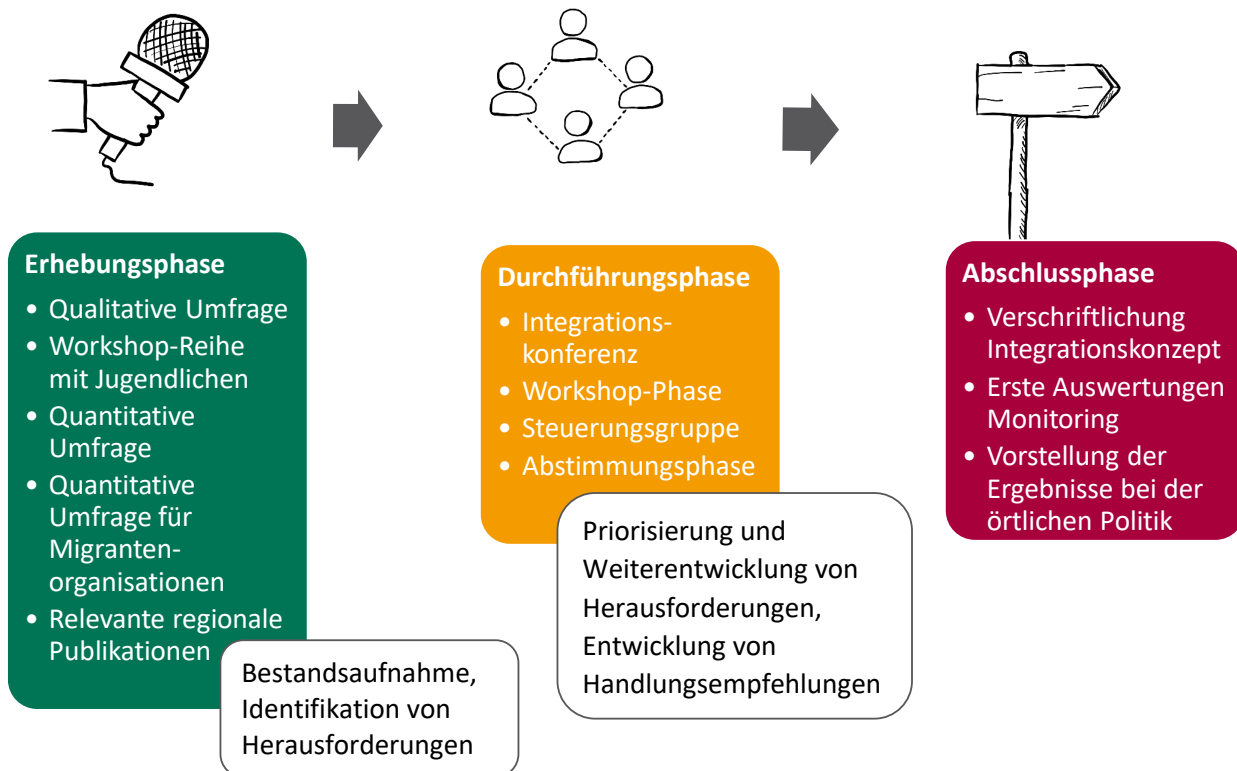 Erhebungsphase
• Qualitative Umfrage
• Workshop-Reihe
mit Jugendlichen
• Quantitative
Umfrage
• Quantitative
Umfrage für
Migranten-
organisationen
• Relevante regionale
Publikationen
Bestandsaufnahme,
Identifikation von
Herausforderungen
Durchführungsphase
• Integrations-
konferenz
• Workshop-Phase
• Steuerungsgruppe
• Abstimmungsphase
Priorisierung und
Weiterentwicklung von
Herausforderungen,
Entwicklung von
Handlungsempfehlungen
Abschlussphase
• Verschriftlichung
Integrationskonzept
• Erste Auswertungen
Monitoring
• Vorstellung der
Ergebnisse bei der
örtlichen Politik